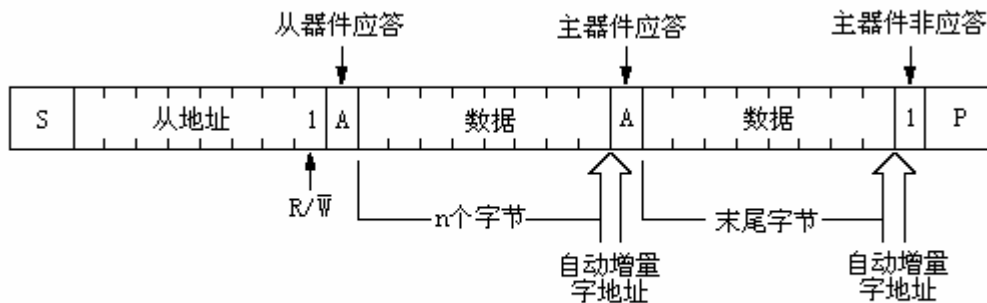 从器件应答 主器件应答 主器件非应答
S 从地址 1 A 数据 A 数据 1 P
R/W̅ n个字节 末尾字节
自动增量 自动增量
字地址 字地址